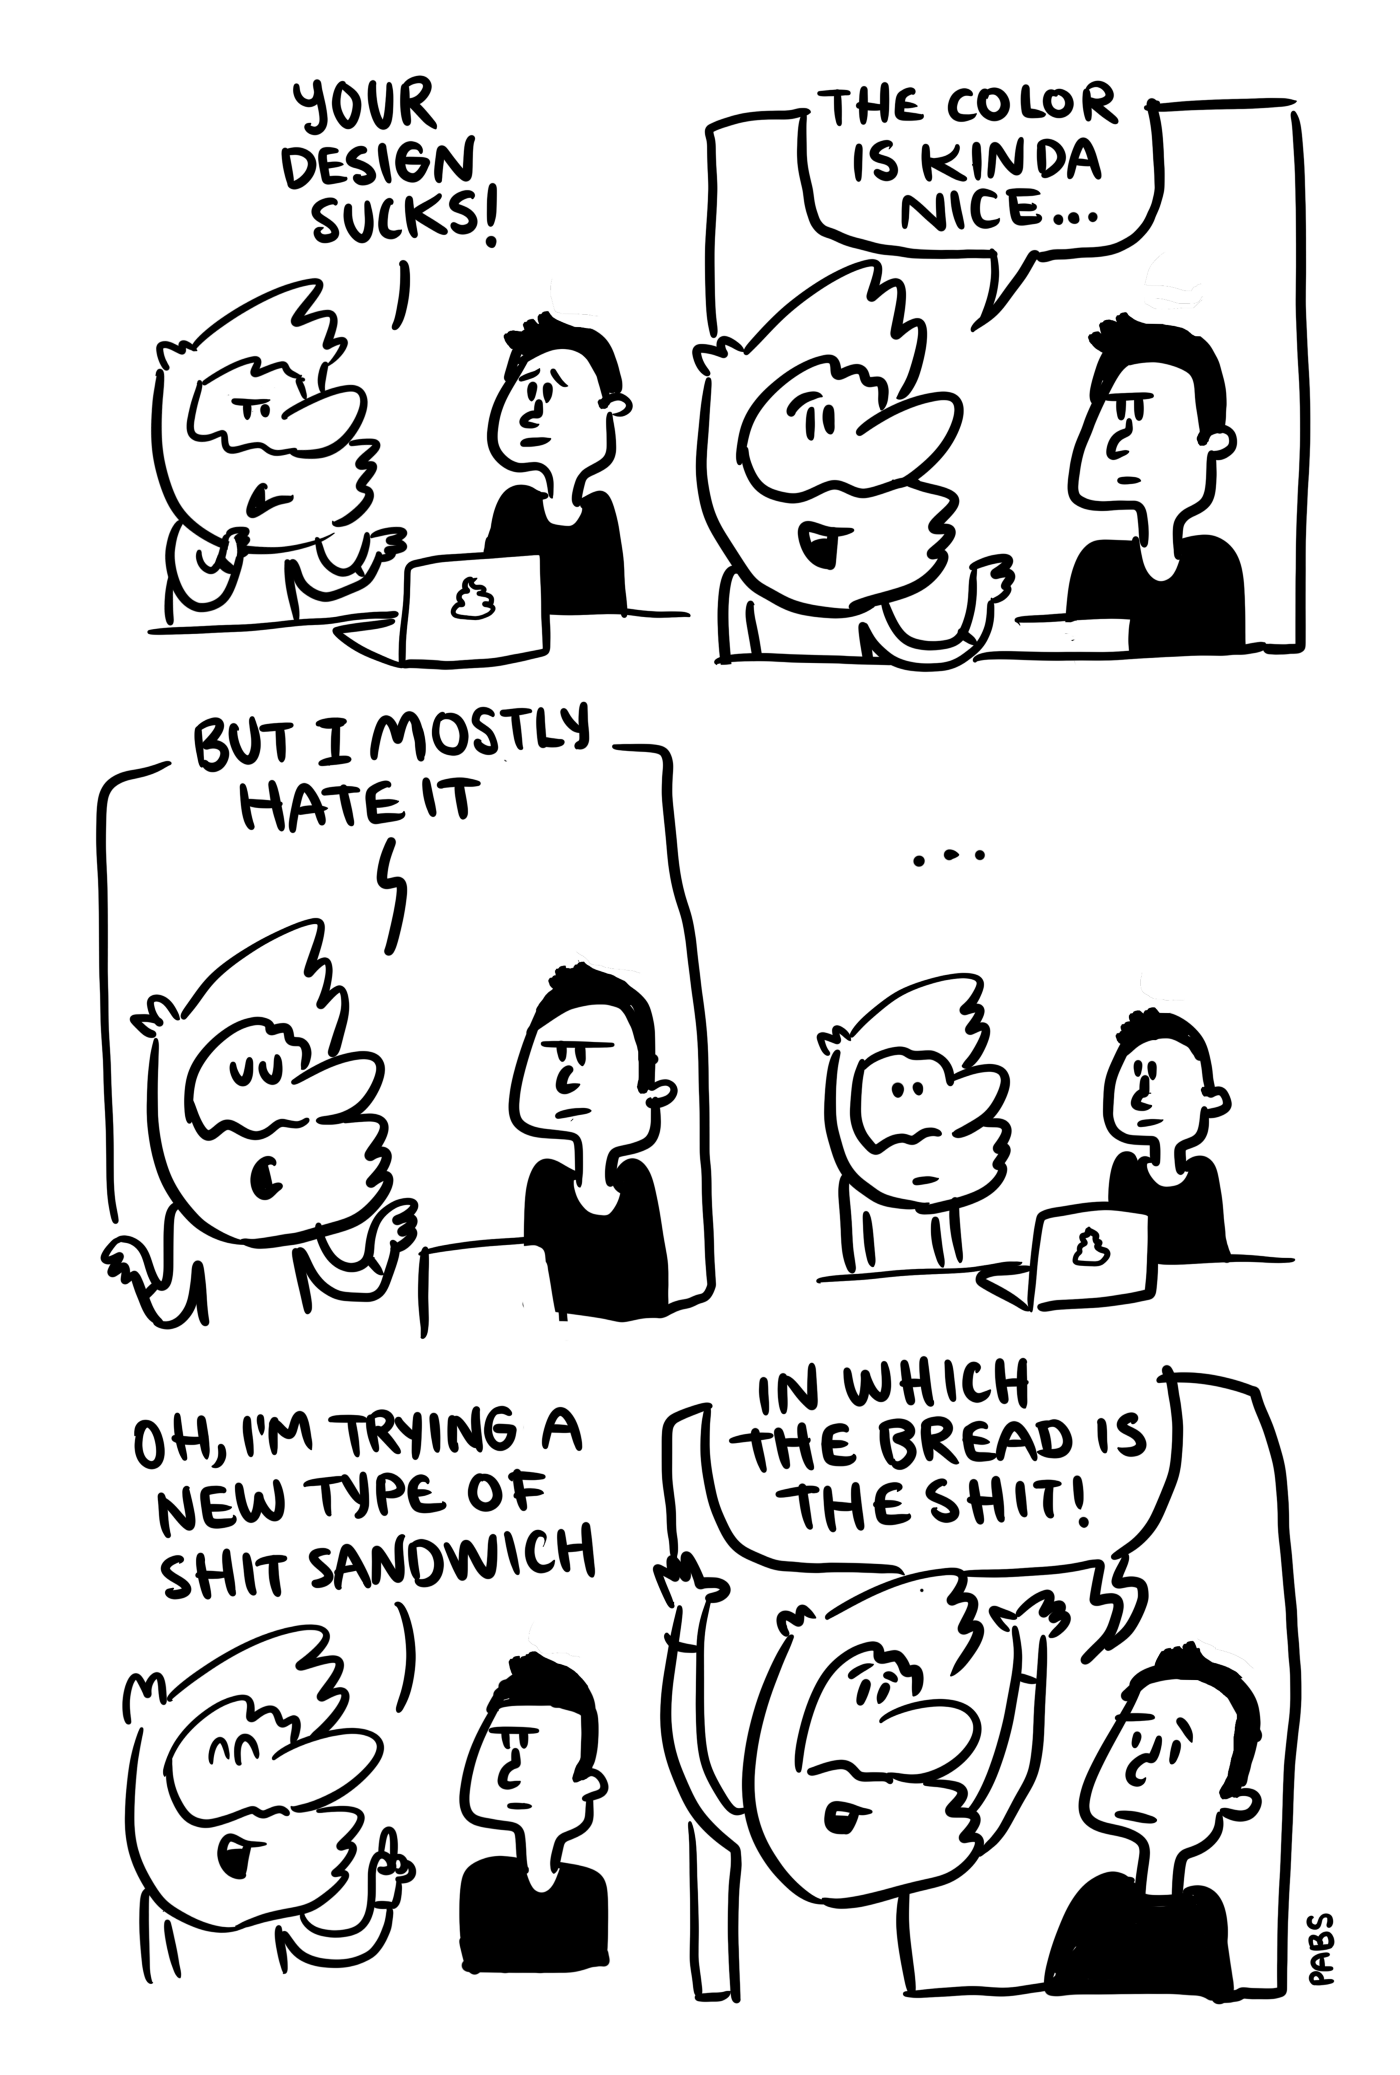 YOUR
DESIGN
SUCKS!
THE COLOR
IS KINDA
NICE...
BUT I MOSTLY
HATE IT
...
OH, I'M TRYING A
NEW TYPE OF
SHIT SANDWICH
IN WHICH
THE BREAD IS
THE SHIT!
PABS